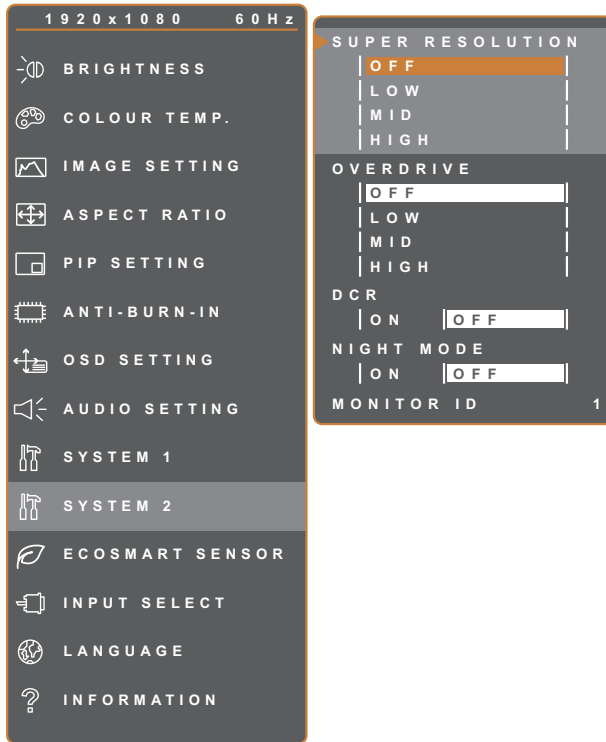 1920x1080 60Hz
BRIGHTNESS
COLOUR TEMP.
IMAGE SETTING
ASPECT RATIO
PIP SETTING
ANTI-BURN-IN
OSD SETTING
AUDIO SETTING
SYSTEM 1
SYSTEM 2
ECOSMART SENSOR
INPUT SELECT
LANGUAGE
INFORMATION
SUPER RESOLUTION
OFF
LOW
MID
HIGH
OVERDRIVE
OFF
LOW
MID
HIGH
DCR
ON OFF
NIGHT MODE
ON OFF
MONITOR ID 1